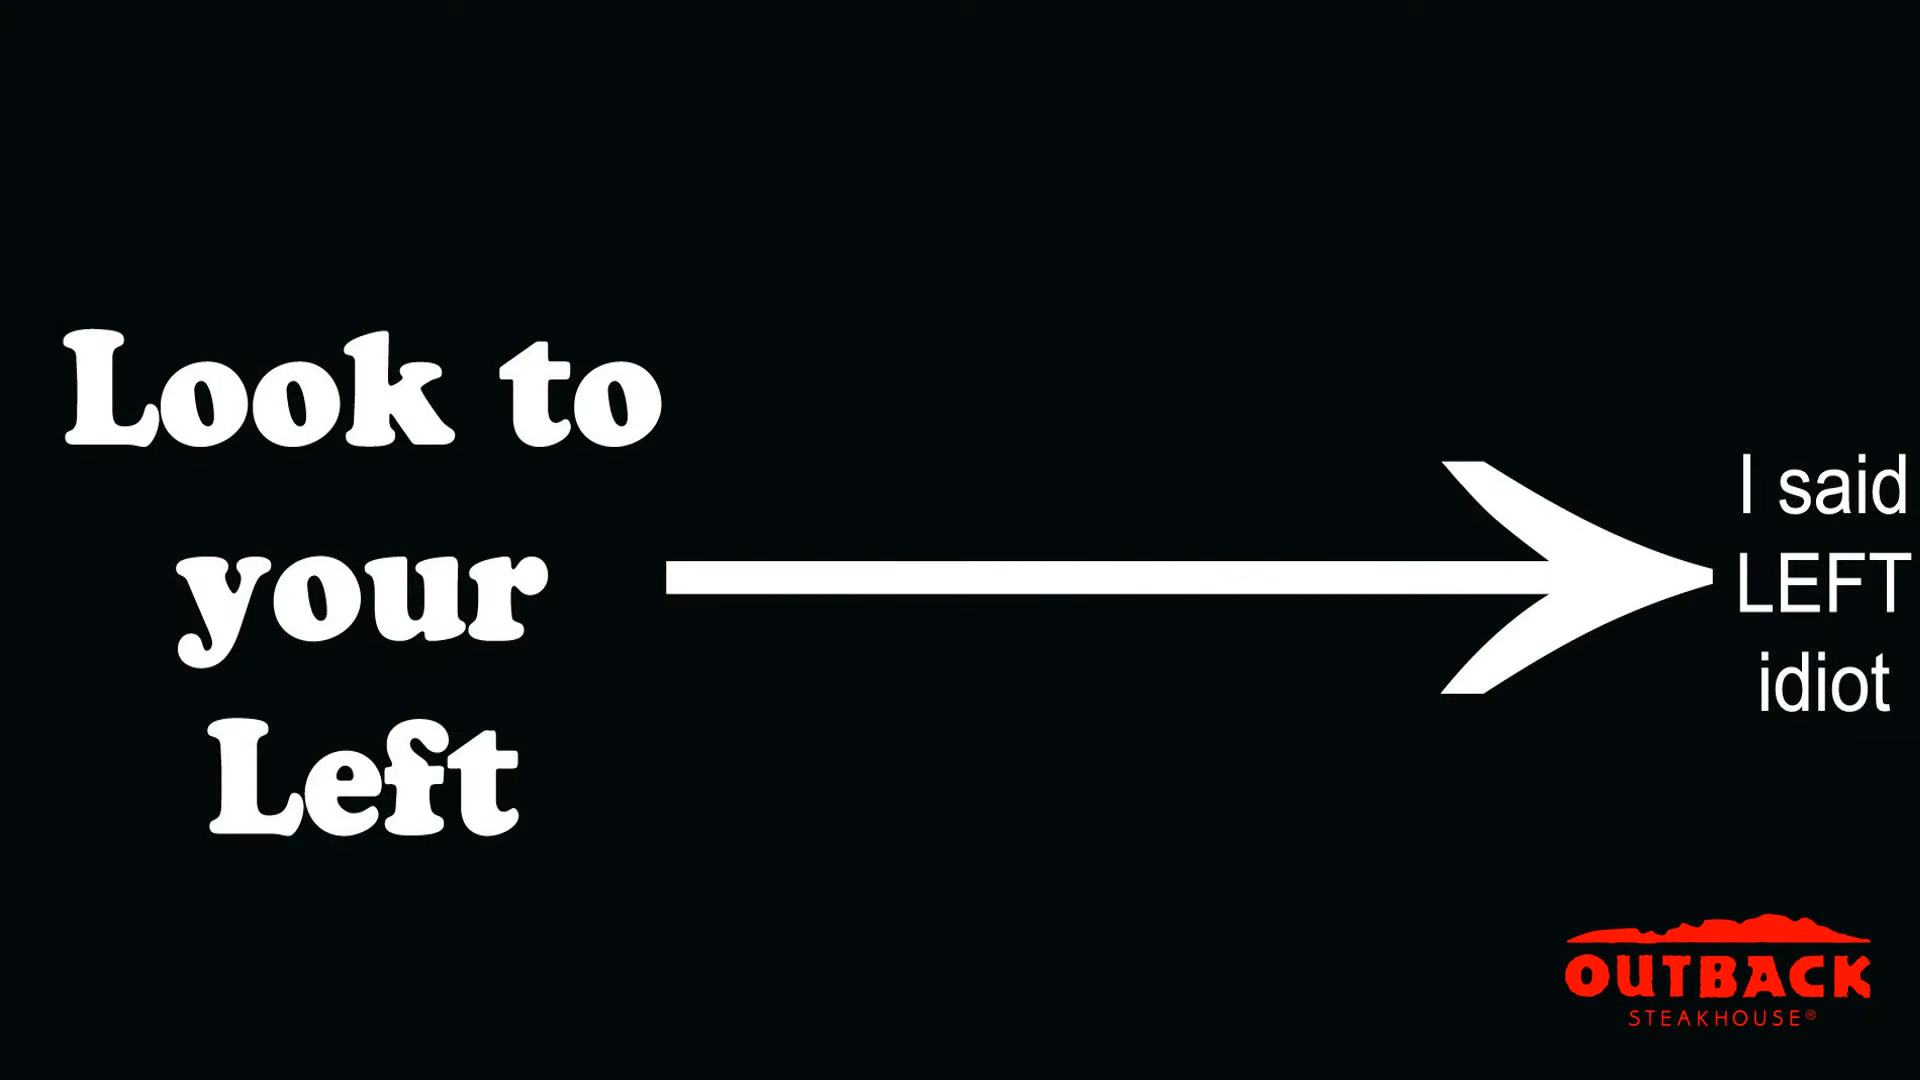 Look to
your
Left
I said
LEFT
idiot
OUTBACK
STEAKHOUSE®